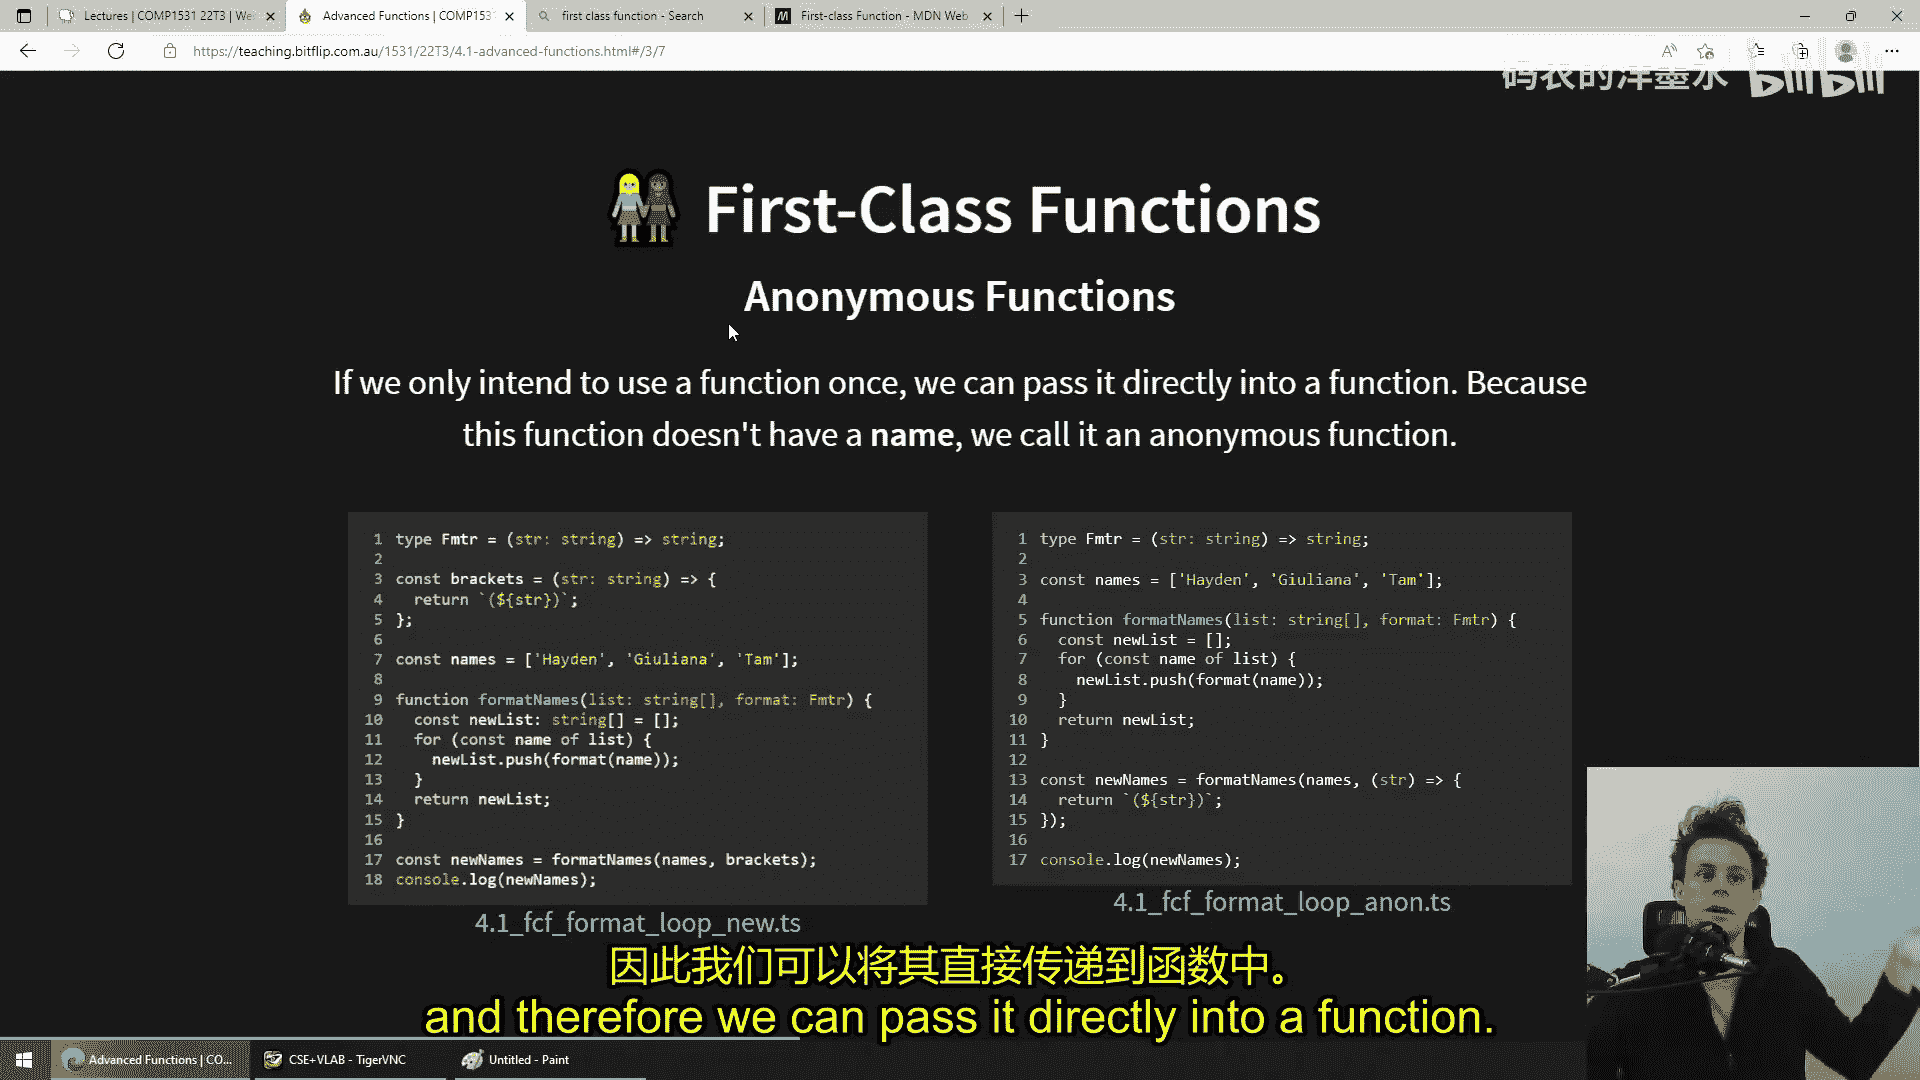 Lectures | COMP1531 22T3 | We
Advanced Functions | COMP153
first class function - Search
First-class Function - MDN Web
https://teaching.bitflip.com.au/1531/22T3/4.1-advanced-functions.html#/3/7
码农的洋墨水 bilibili
First-Class Functions
Anonymous Functions
If we only intend to use a function once, we can pass it directly into a function. Because
this function doesn't have a name, we call it an anonymous function.
1 type Fmtr = (str: string) => string;
2
3 const brackets = (str: string) => {
4 return `(${str})`;
5 };
6
7 const names = ['Hayden', 'Giuliana', 'Tam'];
8
9 function formatNames(list: string[], format: Fmtr) {
10 const newList: string[] = [];
11 for (const name of list) {
12 newList.push(format(name));
13 }
14 return newList;
15 }
16
17 const newNames = formatNames(names, brackets);
18 console.log(newNames);
4.1_fcf_format_loop_new.ts
1 type Fmtr = (str: string) => string;
2
3 const names = ['Hayden', 'Giuliana', 'Tam'];
4
5 function formatNames(list: string[], format: Fmtr) {
6 const newList = [];
7 for (const name of list) {
8 newList.push(format(name));
9 }
10 return newList;
11 }
12
13 const newNames = formatNames(names, (str) => {
14 return `(${str})`;
15 });
16
17 console.log(newNames);
4.1_fcf_format_loop_anon.ts
因此我们可以将其直接传递到函数中。
and therefore we can pass it directly into a function.
Advanced Functions | CO...
CSE+VLAB - TigerVNC
Untitled - Paint